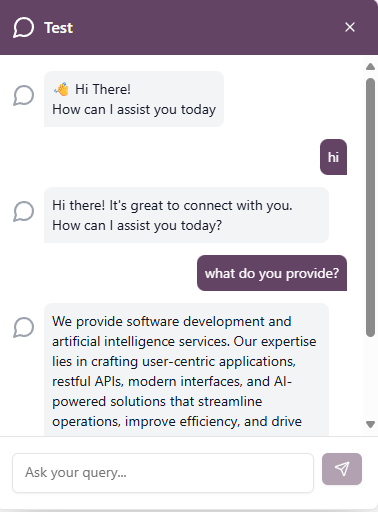 Test
👋 Hi There!
How can I assist you today
hi
Hi there! It's great to connect with you.
How can I assist you today?
what do you provide?
We provide software development and
artificial intelligence services. Our expertise
lies in crafting user-centric applications,
restful APIs, modern interfaces, and AI-
powered solutions that streamline
operations, improve efficiency, and drive
Ask your query...